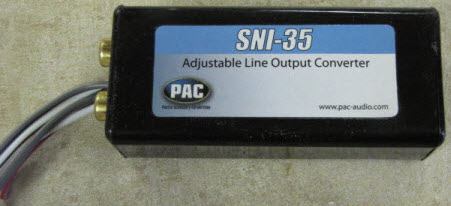 SNI-35
Adjustable Line Output Converter
PAC
www.pac-audio.com